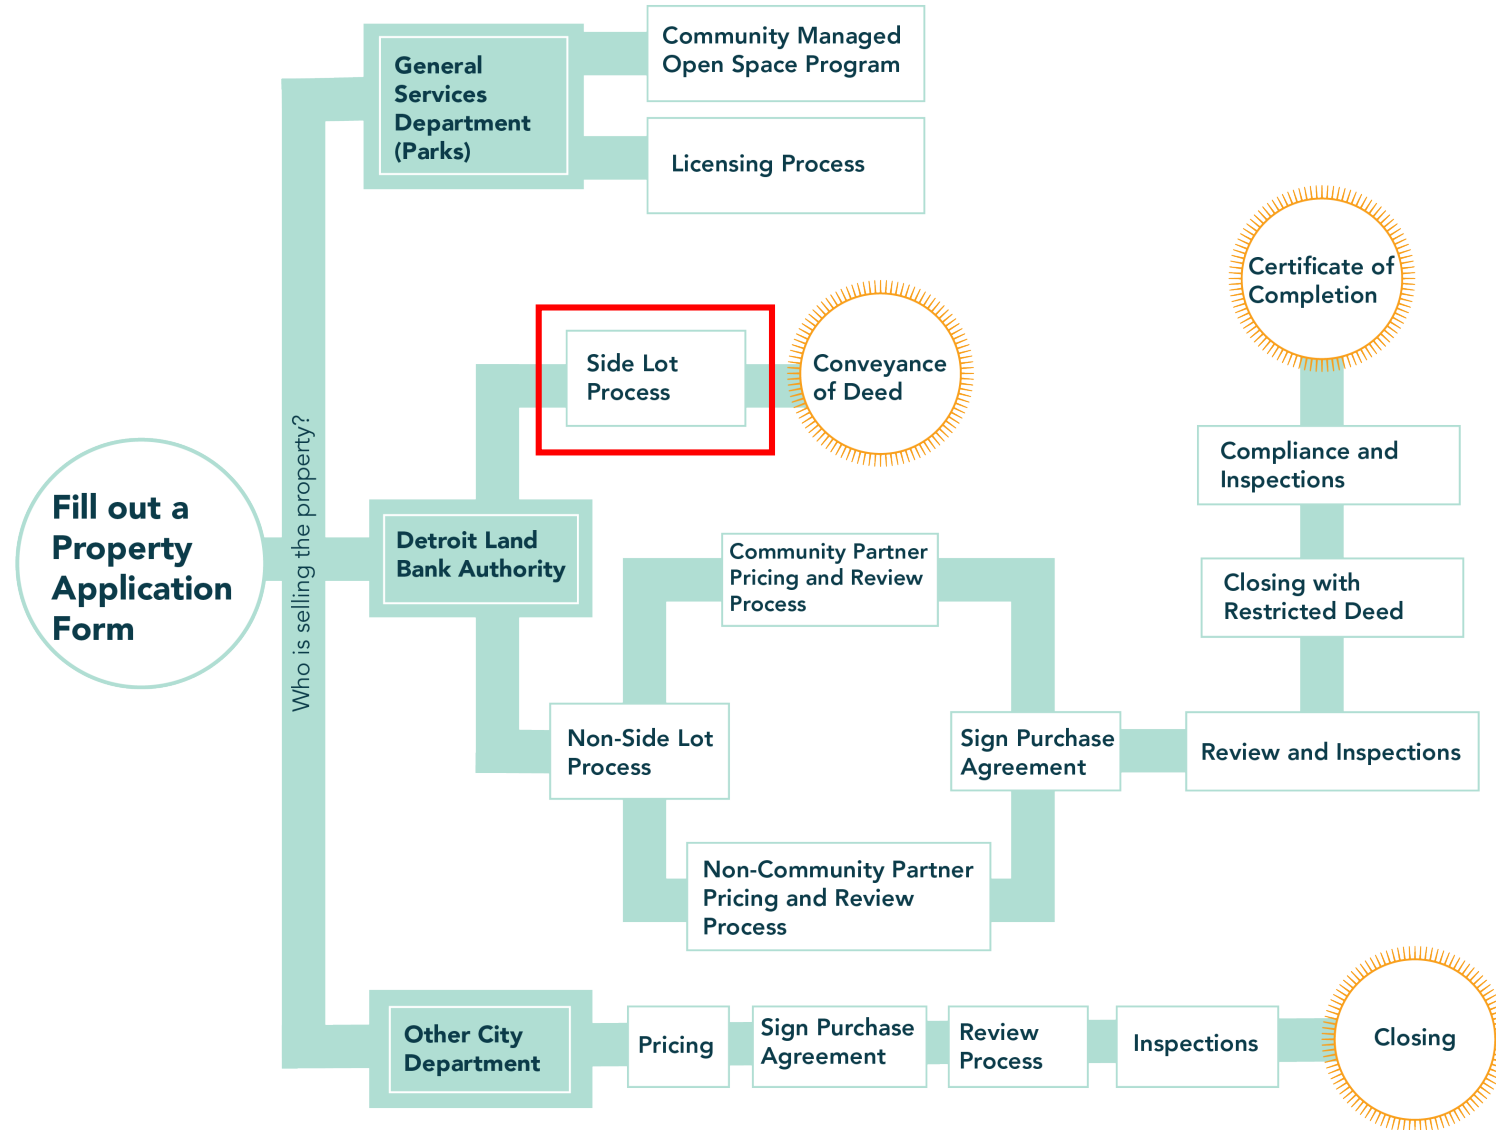 Fill out a
Property
Application
Form
Who is selling the property?
General
Services
Department
(Parks)
Community Managed
Open Space Program
Licensing Process
Detroit Land
Bank Authority
Side Lot
Process
Conveyance
of Deed
Non-Side Lot
Process
Community Partner
Pricing and Review
Process
Non-Community Partner
Pricing and Review
Process
Sign Purchase
Agreement
Review and Inspections
Closing with
Restricted Deed
Compliance and
Inspections
Certificate of
Completion
Other City
Department
Pricing
Sign Purchase
Agreement
Review
Process
Inspections
Closing